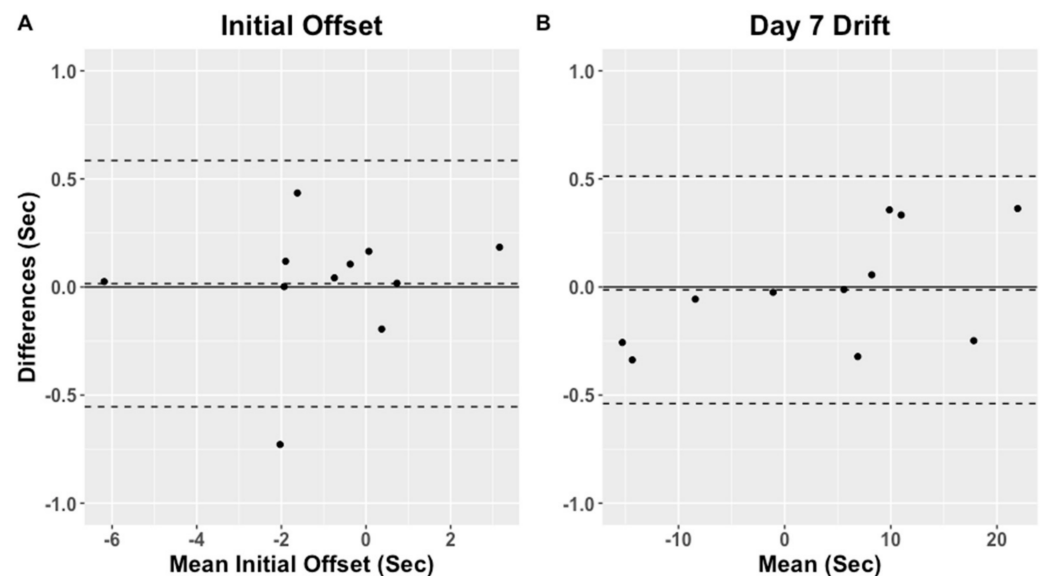 A
Initial Offset
1.0
0.5
0.0
-0.5
-1.0
Differences (Sec)
-6 -4 -2 0 2
Mean Initial Offset (Sec)
B
Day 7 Drift
1.0
0.5
0.0
-0.5
-1.0
-10 0 10 20
Mean (Sec)